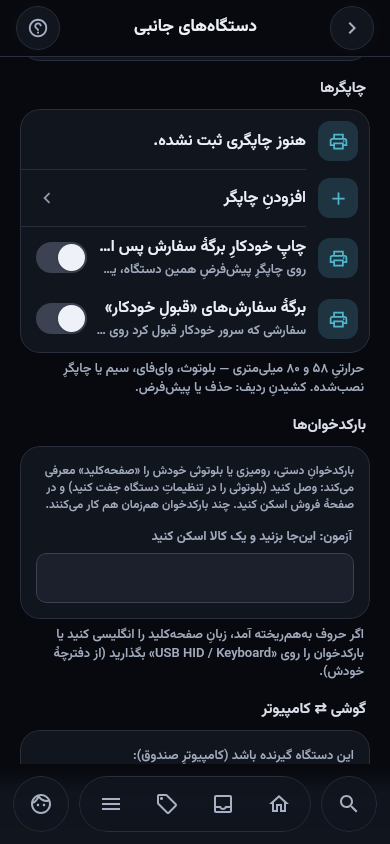 دستگاه‌های جانبی
چاپگرها
هنوز چاپگری ثبت نشده.
افزودنِ چاپگر
چاپِ خودکارِ برگهٔ سفارش پس ا...
روی چاپگرِ پیش‌فرضِ همین دستگاه، یـ...
برگهٔ سفارش‌های «قبولِ خودکار»
سفارشی که سرور خودکار قبول کرد روی ...
حرارتیِ ۵۸ و ۸۰ میلی‌متری — بلوتوث، وای‌فای، سیم یا چاپگرِ
نصب‌شده. کشیدنِ ردیف: حذف یا پیش‌فرض.
بارکدخوان‌ها
بارکدخوانِ دستی، رومیزی یا بلوتوثی خودش را «صفحه‌کلید» معرفی
می‌کند: وصل کنید (بلوتوثی را در تنظیماتِ دستگاه جفت کنید) و در
صفحهٔ فروش اسکن کنید. چند بارکدخوان هم‌زمان هم کار می‌کنند.
آزمون: این‌جا بزنید و یک کالا اسکن کنید
اگر حروف به‌هم‌ریخته آمد، زبانِ صفحه‌کلید را انگلیسی کنید یا
بارکدخوان را روی «USB HID / Keyboard» بگذارید (از دفترچهٔ
خودش).
گوشی ⇄ کامپیوتر
این دستگاه گیرنده باشد (کامپیوترِ صندوق):